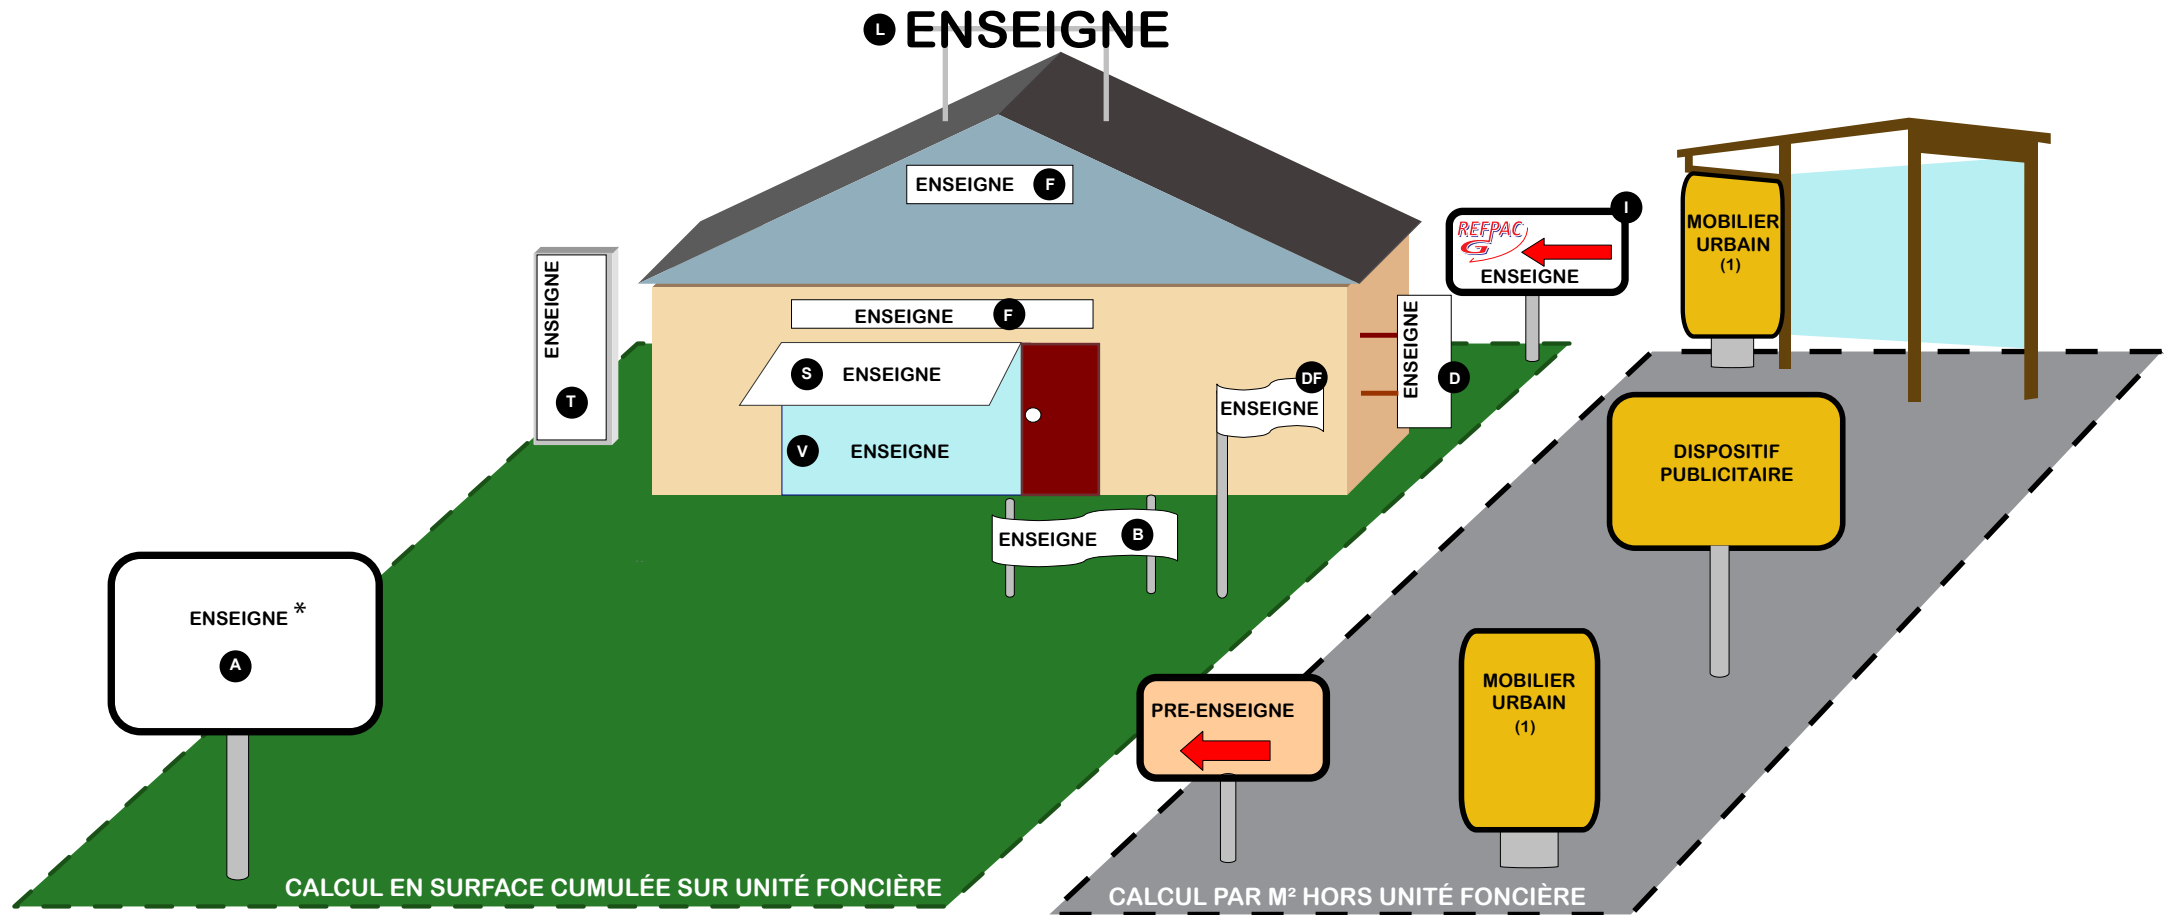 L ENSEIGNE
ENSEIGNE F
ENSEIGNE F
S ENSEIGNE
V ENSEIGNE
ENSEIGNE
T
ENSEIGNE B
DF
ENSEIGNE
ENSEIGNE
D
I
REFPAC
G
ENSEIGNE
MOBILIER
URBAIN
(1)
DISPOSITIF
PUBLICITAIRE
ENSEIGNE *
A
PRE-ENSEIGNE
MOBILIER
URBAIN
(1)
CALCUL EN SURFACE CUMULÉE SUR UNITÉ FONCIÈRE
CALCUL PAR M² HORS UNITÉ FONCIÈRE